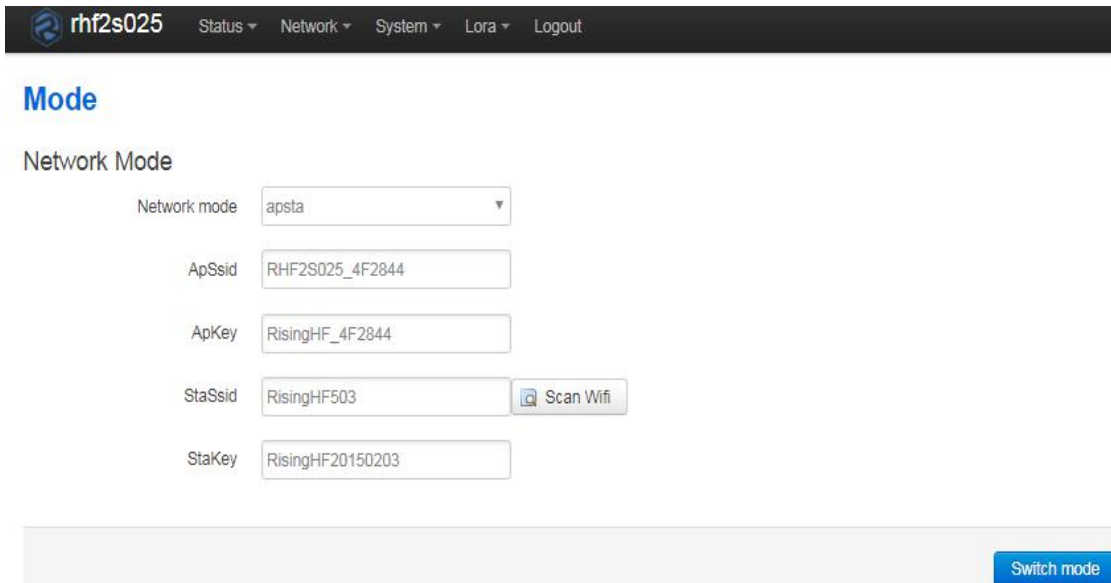 rhf2s025 Status Network System Lora Logout
Mode
Network Mode
Network mode apsta
ApSsid RHF2S025_4F2844
ApKey RisingHF_4F2844
StaSsid RisingHF503 Scan Wifi
StaKey RisingHF20150203
Switch mode